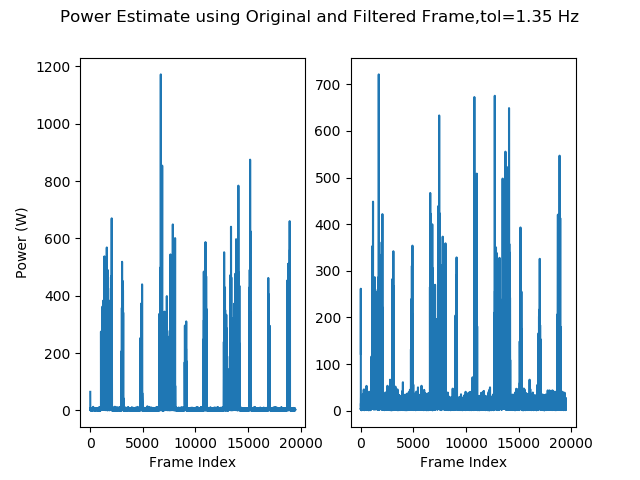 Power Estimate using Original and Filtered Frame,tol=1.35 Hz
1200
1000
800
600
400
200
0
Power (W)
0 5000 10000 15000 20000
Frame Index
700
600
500
400
300
200
100
0
0 5000 10000 15000 20000
Frame Index